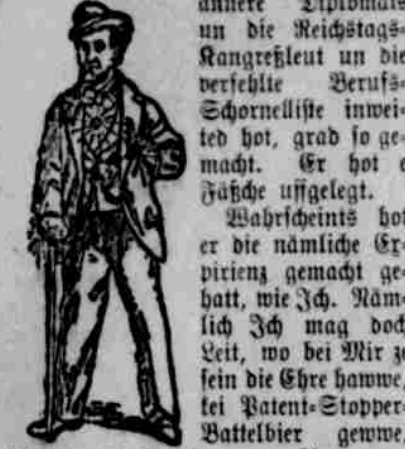 annere Diplomats
un die Reichstags-
Kangreßleut un die
verfehlte Berufs-
Schornelliste inwei-
ted hot, grad so ge-
macht. Er hot e
Fäßche uffgelegt.
Wahrscheints hot
er die nämliche Ex-
pirienz gemacht ge-
hatt, wie Ich. Näm-
lich Ich mag doch
Leit, wo bei Mir ze
sein die Ehre hawwe,
kei Patent-Stopper-
Battelbier gewwe,